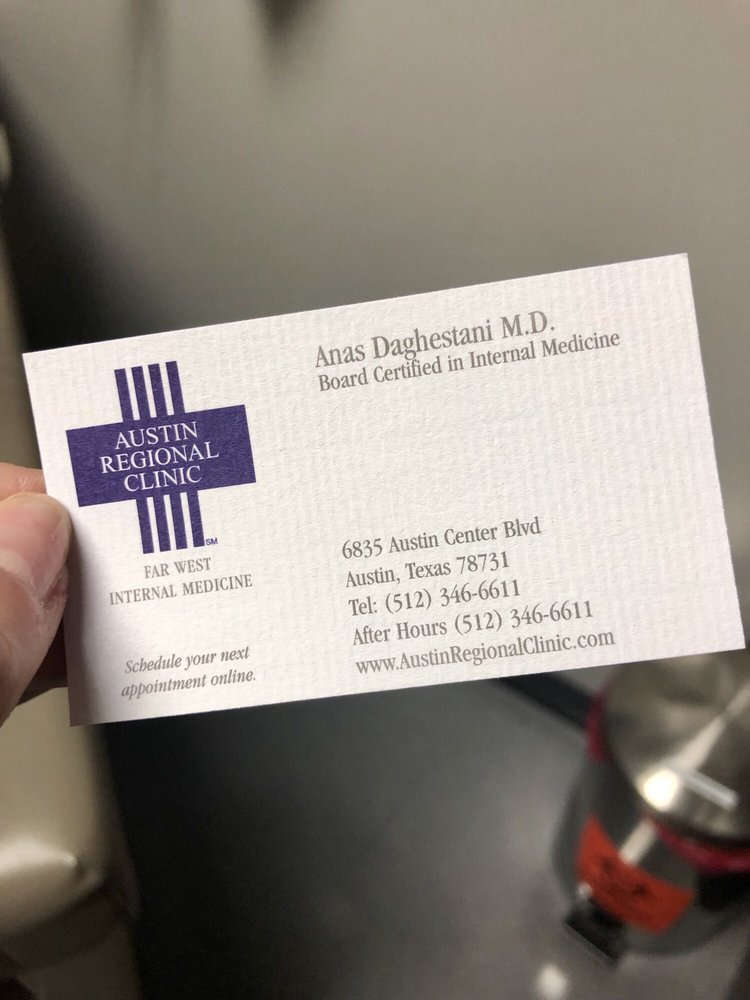 AUSTIN
REGIONAL
CLINIC
SM
FAR WEST
INTERNAL MEDICINE
Schedule your next
appointment online.
Anas Daghestani M.D.
Board Certified in Internal Medicine
6835 Austin Center Blvd
Austin, Texas 78731
Tel: (512) 346-6611
After Hours (512) 346-6611
www.AustinRegionalClinic.com